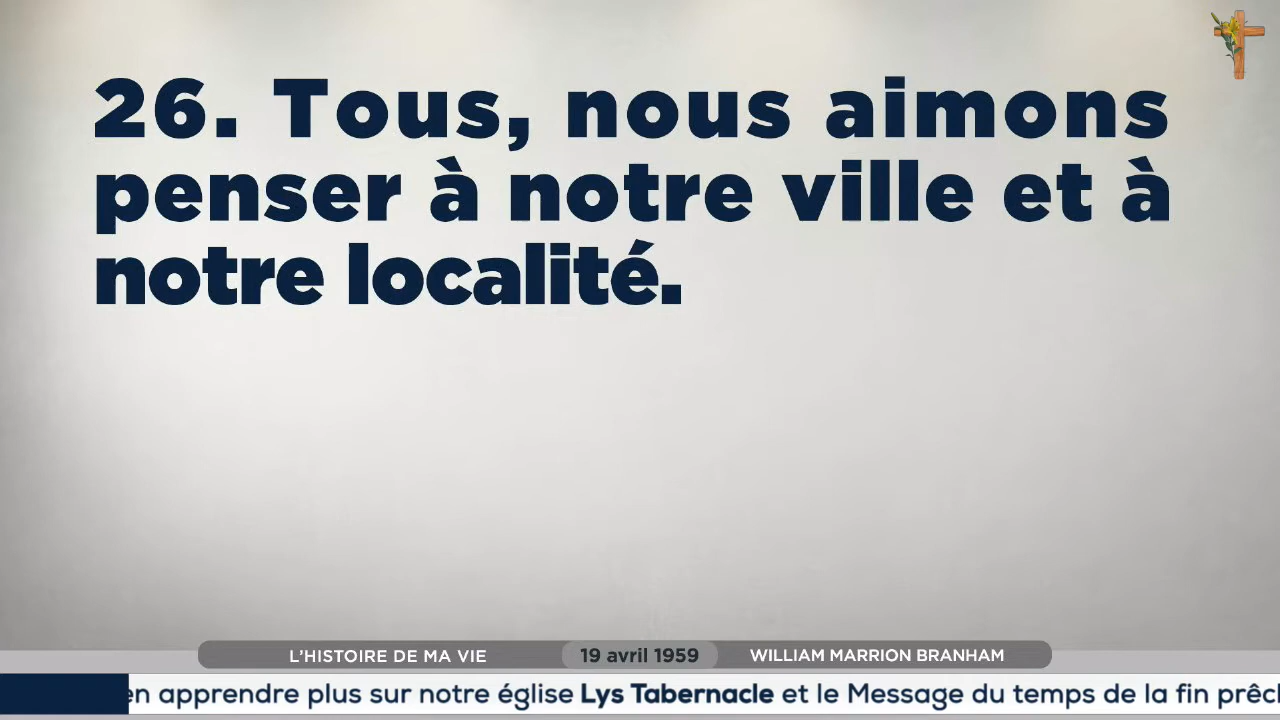 26. Tous, nous aimons
penser à notre ville et à
notre localité.
L'HISTOIRE DE MA VIE 19 avril 1959 WILLIAM MARRION BRANHAM
en apprendre plus sur notre église Lys Tabernacle et le Message du temps de la fin